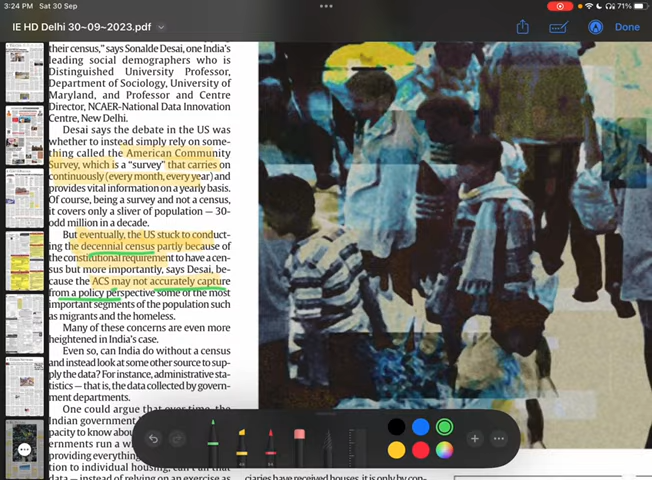 3:24 PM Sat 30 Sep
71%
IE HD Delhi 30~09~2023.pdf
Done
their census," says Sonalde Desai, one India's
leading social demographers who is
Distinguished University Professor,
Department of Sociology, University of
Maryland, and Professor and Centre
Director, NCAER-National Data Innovation
Centre, New Delhi.
Desai says the debate in the US was
whether to instead simply rely on some-
thing called the American Community
Survey, which is a "survey" that carries on
continuously (every month, every year) and
provides vital information on a yearly basis.
Of course, being a survey and not a census,
it covers only a sliver of population — 30-
odd million in a decade.
But eventually, the US stuck to conduct-
ing the decennial census partly because of
the constitutional requirement to have a cen-
sus but more importantly, says Desai, be-
cause the ACS may not accurately capture
from a policy perspective some of the most
important segments of the population such
as migrants and the homeless.
Many of these concerns are even more
heightened in India's case.
Even so, can India do without a census
and instead look at some other source to sup-
ply the data? For instance, administrative sta-
tistics — that is, the data collected by govern-
ment departments.
One could argue that over time, the
Indian government
pacity to know about
ernments run a w
providing everything
tion to individual housing, can't all that
data — instead of relying on an exercise as
ciaries have received houses, it is only by con-